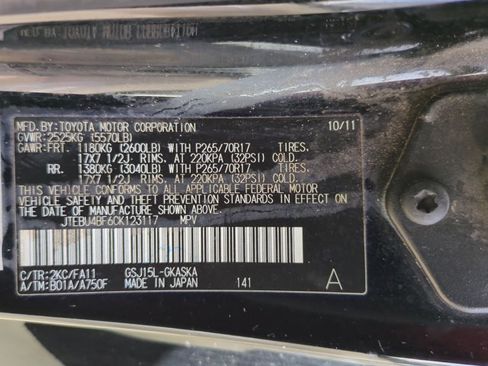 MFD.BY:TOYOTA MOTOR CORPORATION 10/11
GVWR:2525KG (5570LB)
GAWR:FRT. 1180KG (2600LB) WITH P265/70R17 TIRES.
17X7 1/2J RIMS. AT 220KPA (32PSI) COLD.
RR. 1380KG (3040LB) WITH P265/70R17 TIRES.
17X7 1/2J RIMS. AT 220KPA (32PSI) COLD.
THIS VEHICLE CONFORMS TO ALL APPLICABLE FEDERAL MOTOR
VEHICLE SAFETY AND THEFT PREVENTION STANDARDS IN EFFECT
ON THE DATE OF MANUFACTURE SHOWN ABOVE.
JTEBU4BF6CK123117 MPV
C/TR:2KC/FA11 GSJ15L-GKASKA
A/TM:B01A/A750F MADE IN JAPAN 141 A